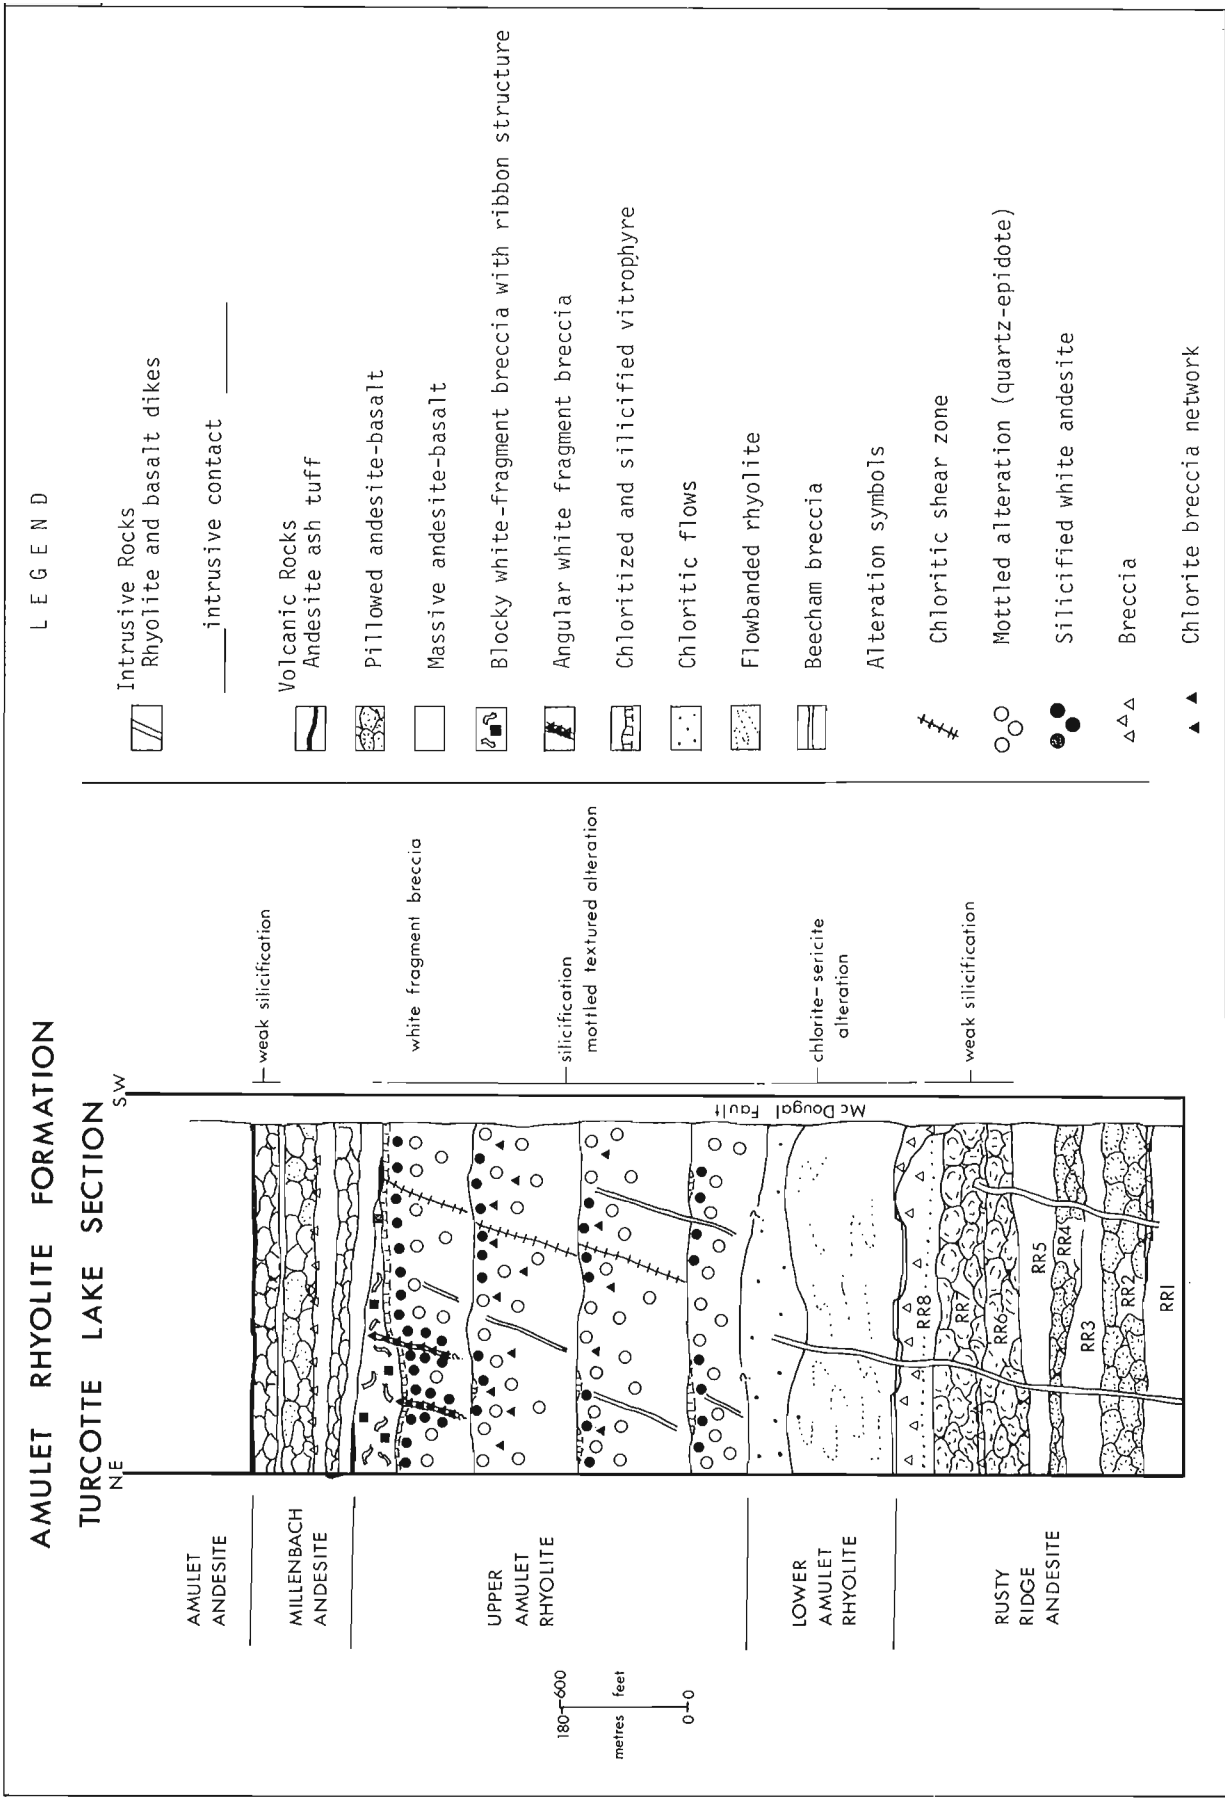 AMULET RHYOLITE FORMATION
TURCOTTE LAKE SECTION
NE
SW
AMULET
ANDESITE
MILLENBACH
ANDESITE
UPPER
AMULET
RHYOLITE
LOWER
AMULET
RHYOLITE
RUSTY
RIDGE
ANDESITE
180 600
metres feet
0 0
RR8
RR7
RR6
RR5
RR4
RR3
RR2
RR1
McDougal Fault
weak silicification
white fragment breccia
silicification
mottled textured alteration
chlorite-sericite
alteration
weak silicification
LEGEND
Intrusive Rocks
Rhyolite and basalt dikes
intrusive contact
Volcanic Rocks
Andesite ash tuff
Pillowed andesite-basalt
Massive andesite-basalt
Blocky white-fragment breccia with ribbon structure
Angular white fragment breccia
Chloritized and silicified vitrophyre
Chloritic flows
Flowbanded rhyolite
Beecham breccia
Alteration symbols
Chloritic shear zone
Mottled alteration (quartz-epidote)
Silicified white andesite
Breccia
Chlorite breccia network